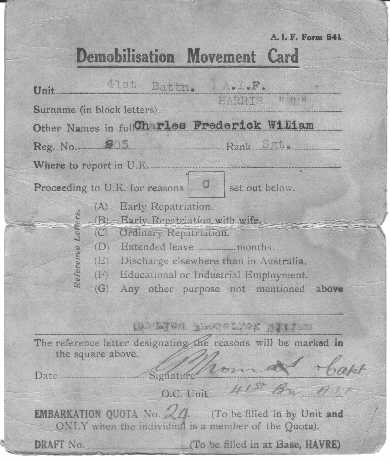 A. I. F. Form 541
Demobilisation Movement Card
Unit 41st Battn. A.I.F.
Surname (in block letters) HARRIS
Other Names in full Charles Frederick William
Reg. No. 805 Rank Sgt.
Where to report in U.K.
Proceeding to U.K. for reasons C set out below.
Reference Letters.
(A) Early Repatriation.
(B) Early Repatriation with wife.
(C) Ordinary Repatriation.
(D) Extended leave months.
(E) Discharge elsewhere than in Australia.
(F) Educational or Industrial Employment.
(G) Any other purpose not mentioned above
The reference letter designating the reasons will be marked in
the square above.
Date Signature Capt
O.C. Unit 41st Bn
EMBARKATION QUOTA No. 24 (To be filled in by Unit and
ONLY when the individual is a member of the Quota).
DRAFT No. (To be filled in at Base, HAVRE)